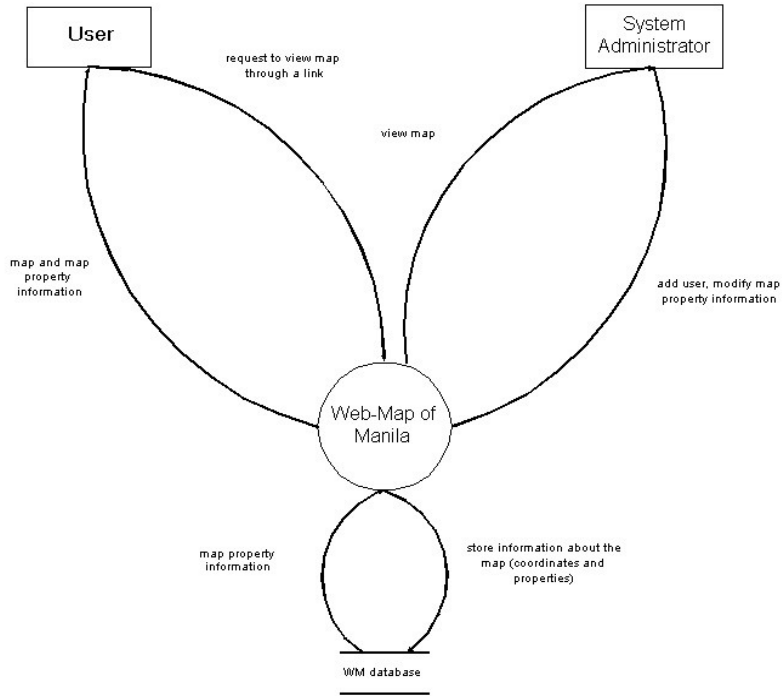 User
System
Administrator
request to view map
through a link
view map
map and map
property
information
add user, modify map
property information
Web-Map of
Manila
map property
information
store information about the
map (coordinates and
properties)
WM database